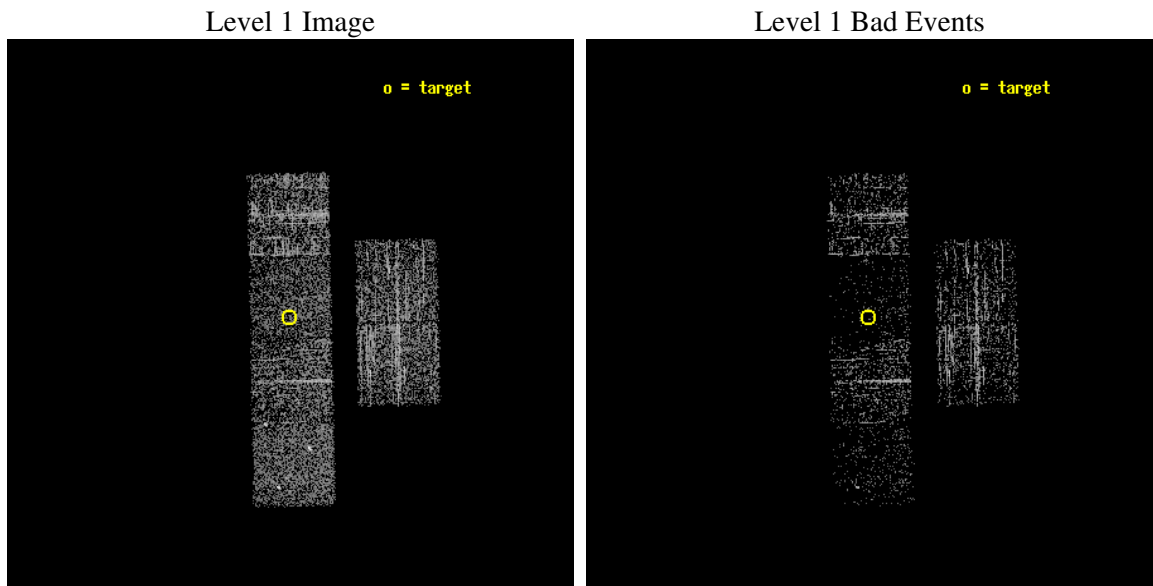 Level 1 Image
Level 1 Bad Events
o = target
o = target